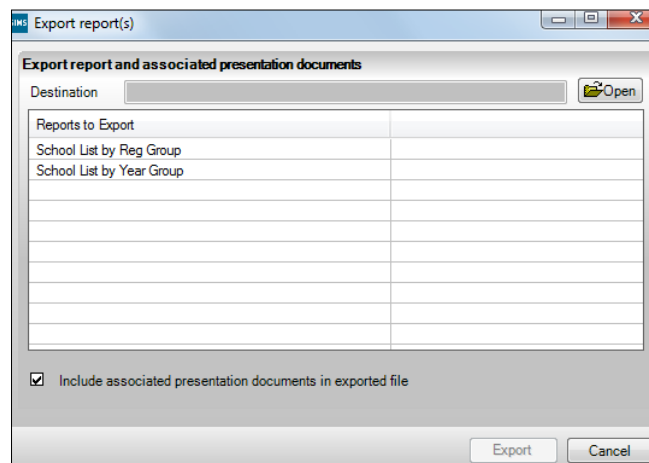 SIMS Export report(s)
Export report and associated presentation documents
Destination Open
Reports to Export
School List by Reg Group
School List by Year Group
Include associated presentation documents in exported file
Export Cancel